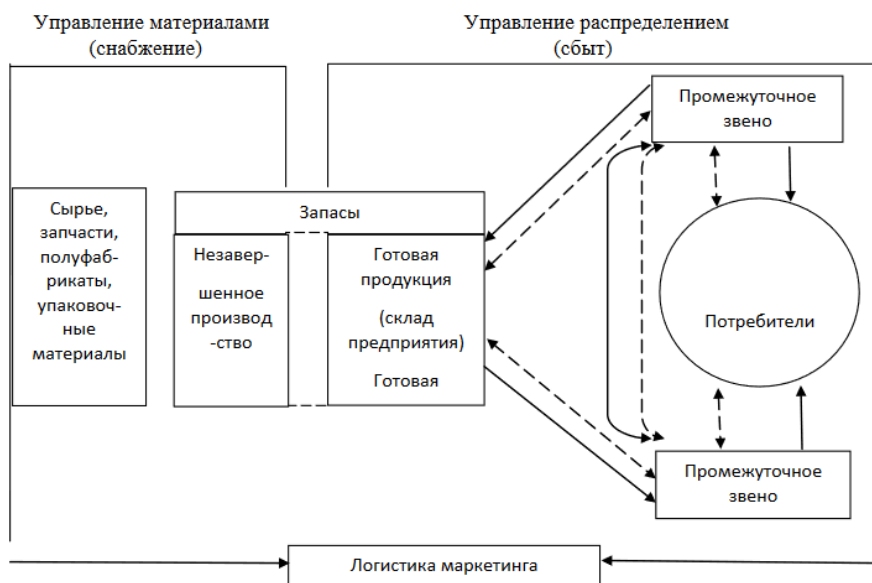 Управление материалами
(снабжение)
Управление распределением
(сбыт)
Промежуточное
звено
Сырье,
запчасти,
полуфаб-
рикаты,
упаковоч-
ные
материалы
Запасы
Незавер-
шенное
производ
-ство
Готовая
продукция
(склад
предприятия)
Готовая
Потребители
Промежуточное
звено
Логистика маркетинга